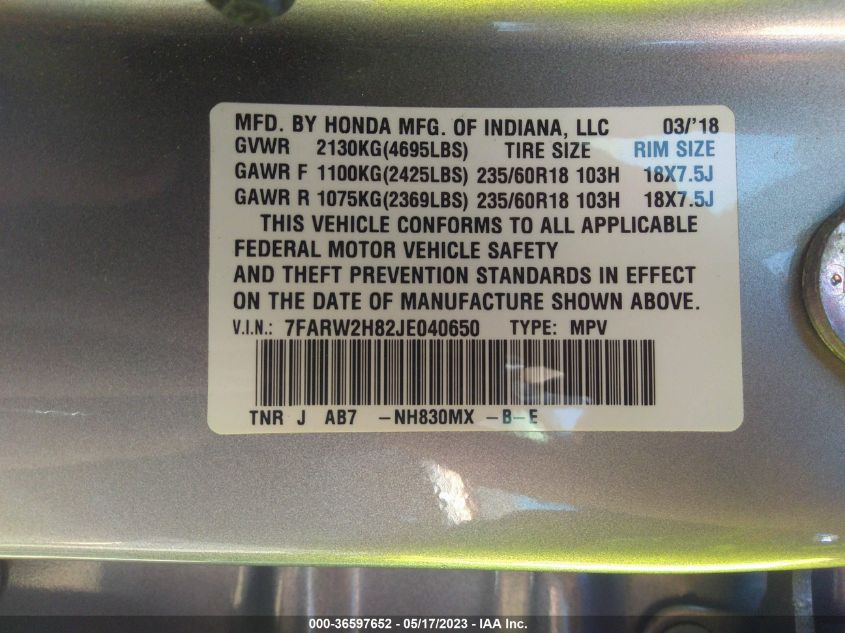 MFD. BY HONDA MFG. OF INDIANA, LLC 03/'18
GVWR 2130KG(4695LBS) TIRE SIZE RIM SIZE
GAWR F 1100KG(2425LBS) 235/60R18 103H 18X7.5J
GAWR R 1075KG(2369LBS) 235/60R18 103H 18X7.5J
THIS VEHICLE CONFORMS TO ALL APPLICABLE
FEDERAL MOTOR VEHICLE SAFETY
AND THEFT PREVENTION STANDARDS IN EFFECT
ON THE DATE OF MANUFACTURE SHOWN ABOVE.
V.I.N.: 7FARW2H82JE040650 TYPE: MPV
TNR J AB7 -NH830MX -B-E
000-36597652 - 05/17/2023 - IAA Inc.